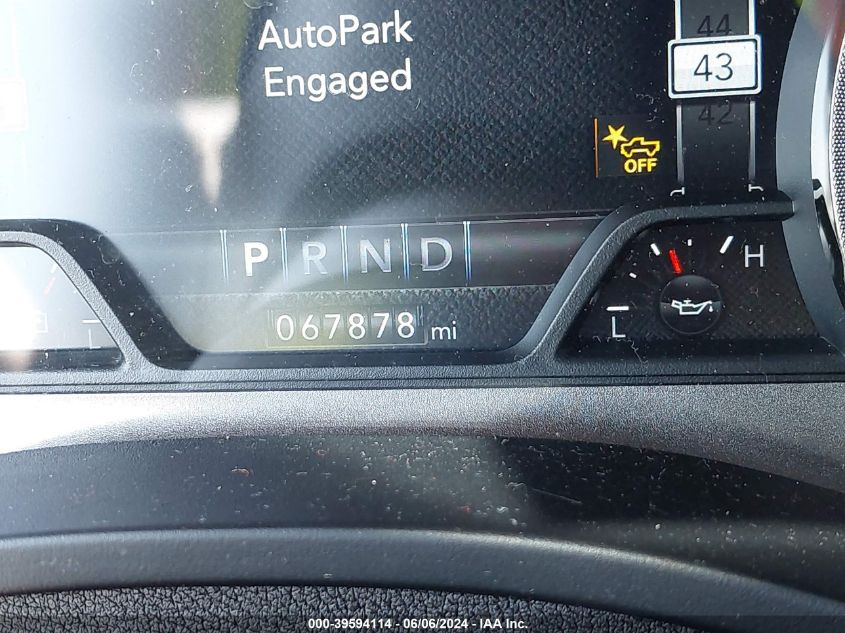 AutoPark
Engaged
44
43
42
OFF
P R N D
067878 mi
L
L H
000-39594114 - 06/06/2024 - IAA Inc.